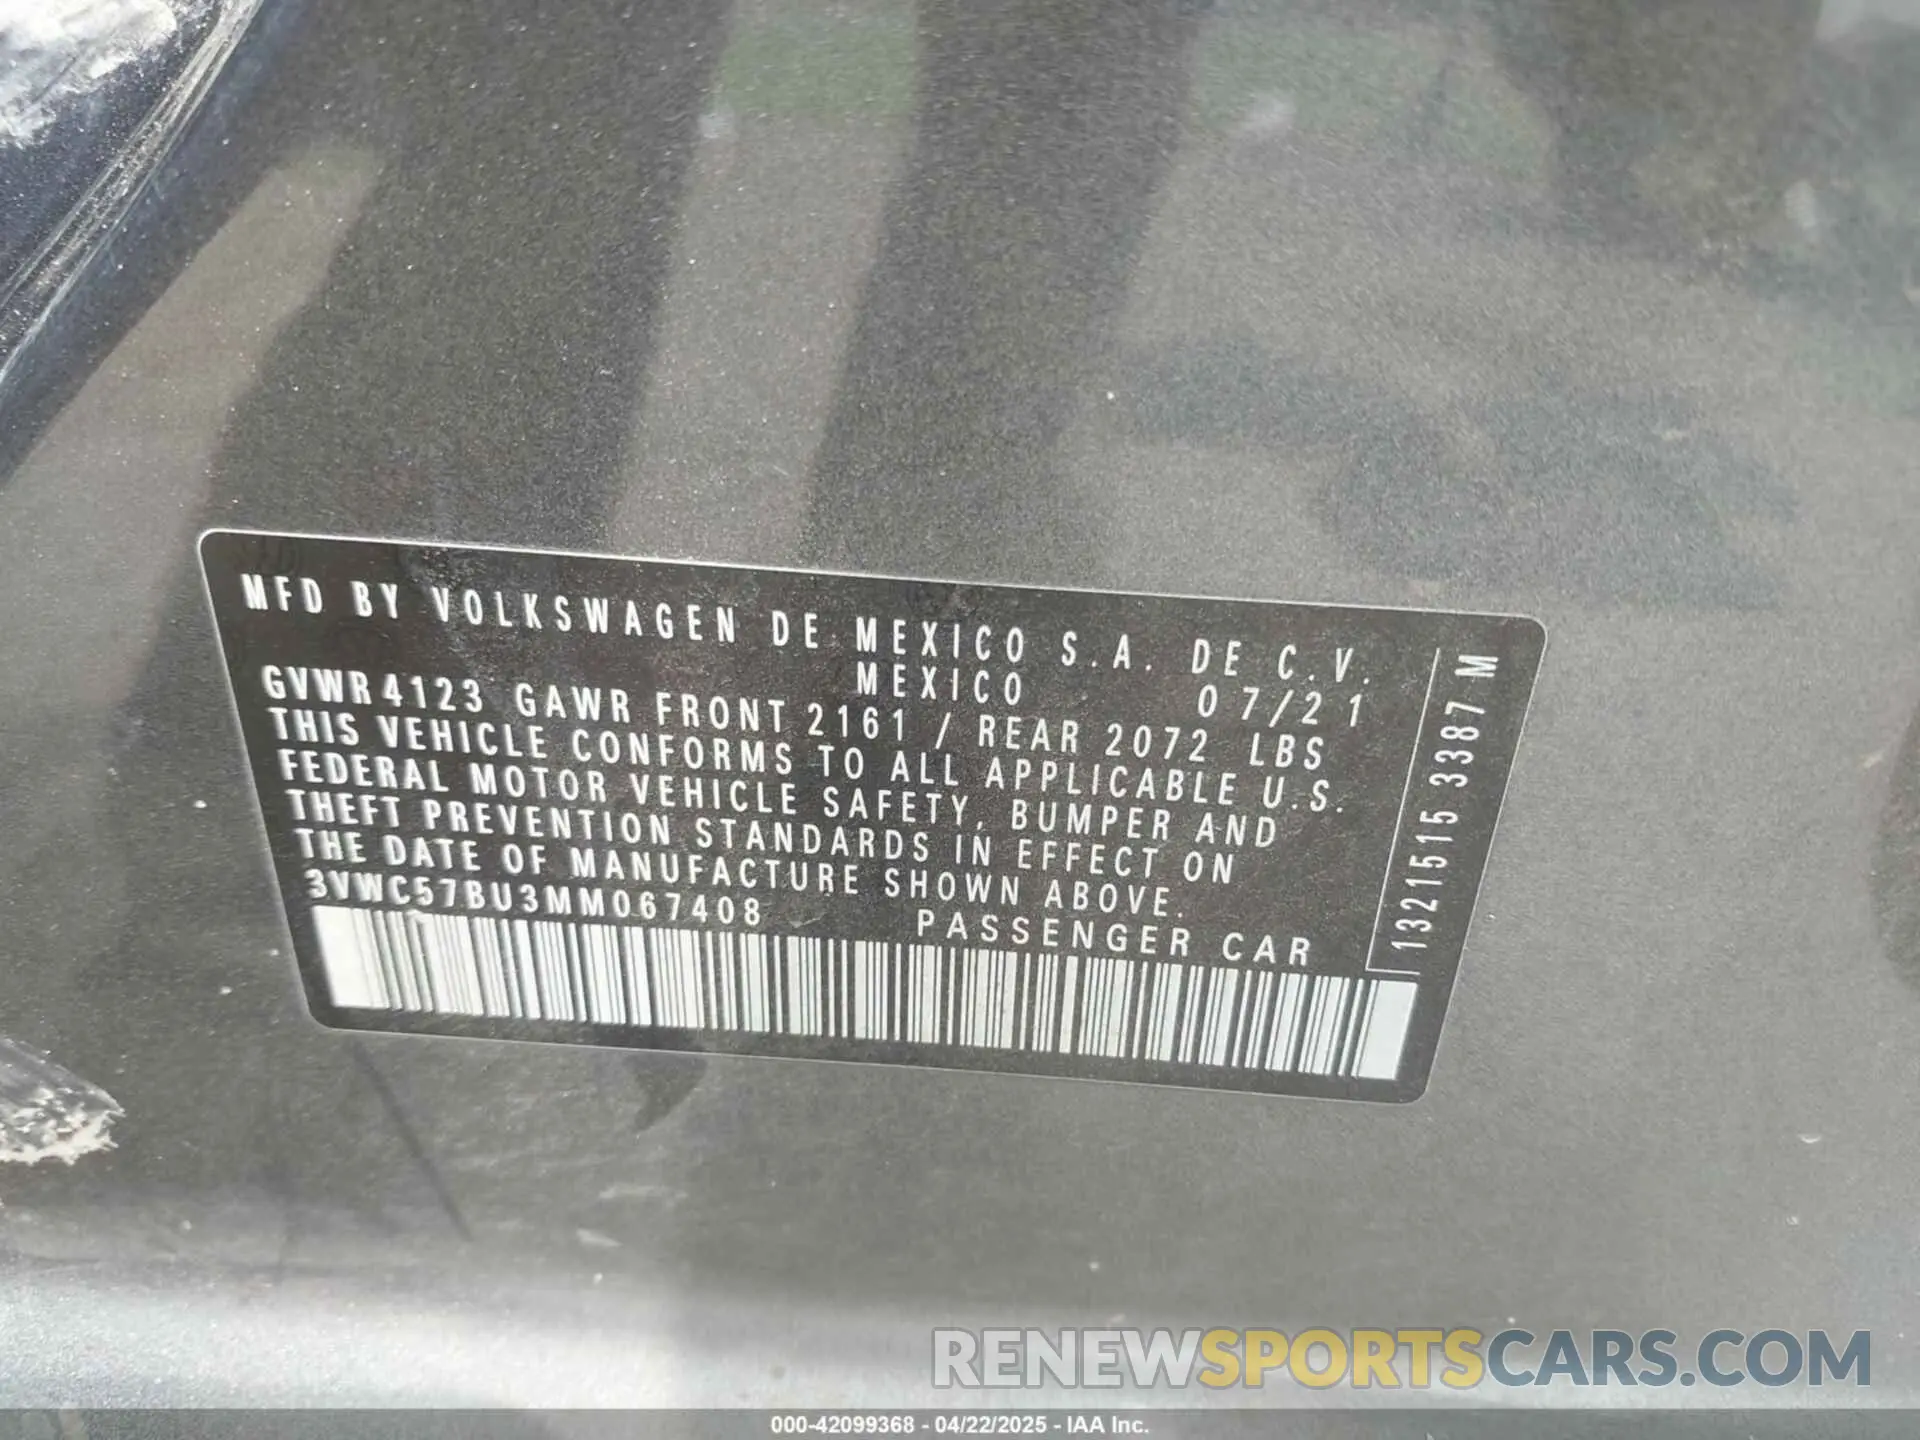 MFD BY VOLKSWAGEN DE MEXICO S.A. DE C.V.
MEXICO 07/21
GVWR 4123 GAWR FRONT 2161 / REAR 2072 LBS
THIS VEHICLE CONFORMS TO ALL APPLICABLE U.S.
FEDERAL MOTOR VEHICLE SAFETY, BUMPER AND
THEFT PREVENTION STANDARDS IN EFFECT ON
THE DATE OF MANUFACTURE SHOWN ABOVE.
3VWC57BU3MM067408 PASSENGER CAR
1321515 3387 M
RENEWSPORTSCARS.COM
000-42099368 - 04/22/2025 - IAA Inc.